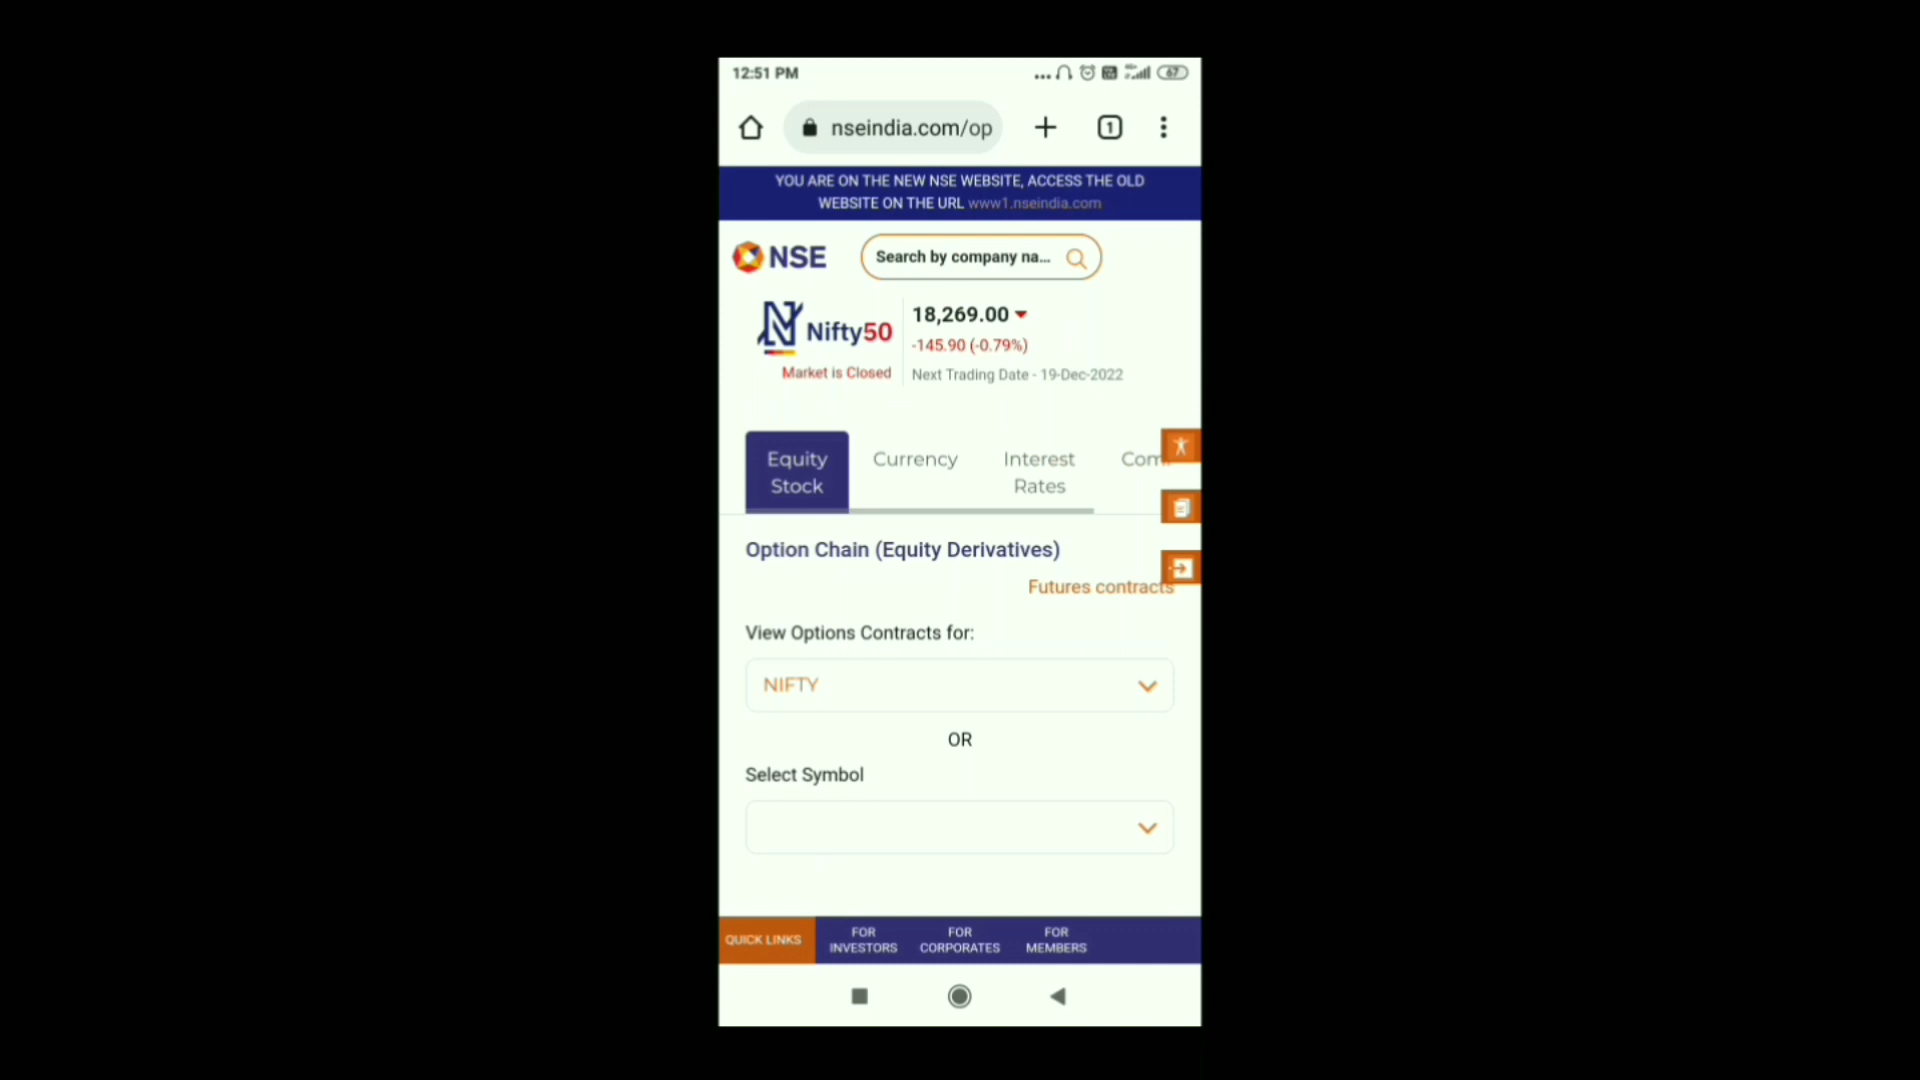 12:51 PM
67
nseindia.com/op
1
YOU ARE ON THE NEW NSE WEBSITE, ACCESS THE OLD
WEBSITE ON THE URL www1.nseindia.com
NSE
Search by company na...
Nifty50
Market is Closed
18,269.00
-145.90 (-0.79%)
Next Trading Date - 19-Dec-2022
Equity
Stock
Currency
Interest
Rates
Com
Option Chain (Equity Derivatives)
Futures contracts
View Options Contracts for:
NIFTY
OR
Select Symbol
QUICK LINKS
FOR
INVESTORS
FOR
CORPORATES
FOR
MEMBERS